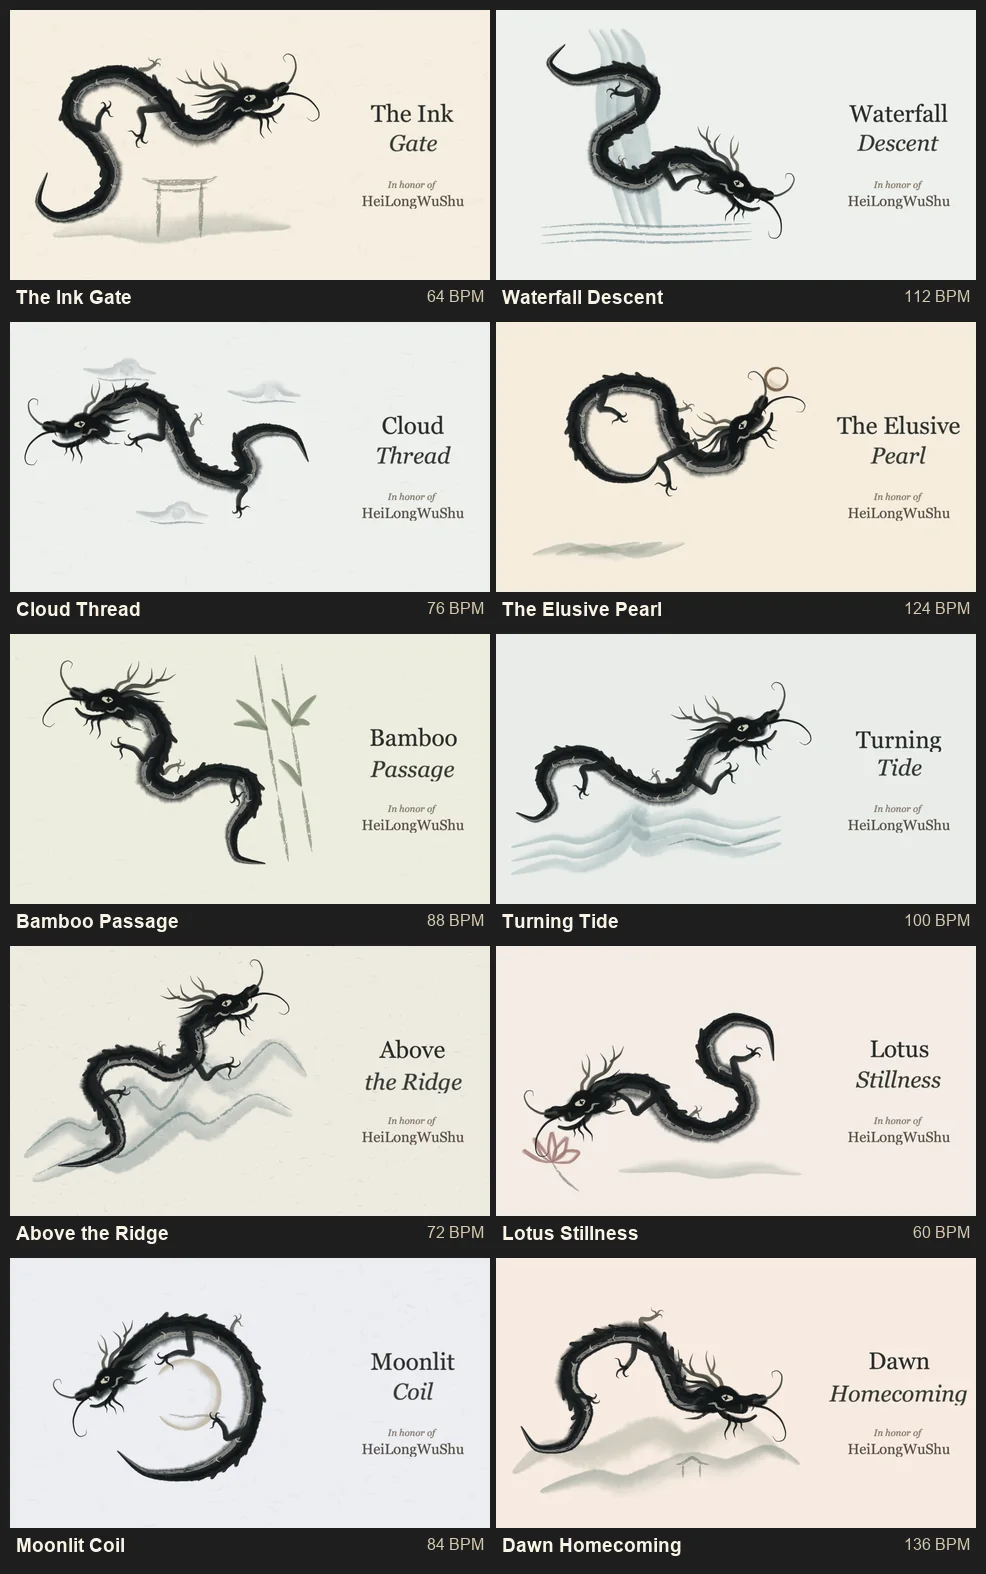 The Ink
Gate
In honor of
HeiLongWuShu
The Ink Gate
64 BPM
Waterfall
Descent
In honor of
HeiLongWuShu
Waterfall Descent
112 BPM
Cloud
Thread
In honor of
HeiLongWuShu
Cloud Thread
76 BPM
The Elusive
Pearl
In honor of
HeiLongWuShu
The Elusive Pearl
124 BPM
Bamboo
Passage
In honor of
HeiLongWuShu
Bamboo Passage
88 BPM
Turning
Tide
In honor of
HeiLongWuShu
Turning Tide
100 BPM
Above
the Ridge
In honor of
HeiLongWuShu
Above the Ridge
72 BPM
Lotus
Stillness
In honor of
HeiLongWuShu
Lotus Stillness
60 BPM
Moonlit
Coil
In honor of
HeiLongWuShu
Moonlit Coil
84 BPM
Dawn
Homecoming
In honor of
HeiLongWuShu
Dawn Homecoming
136 BPM